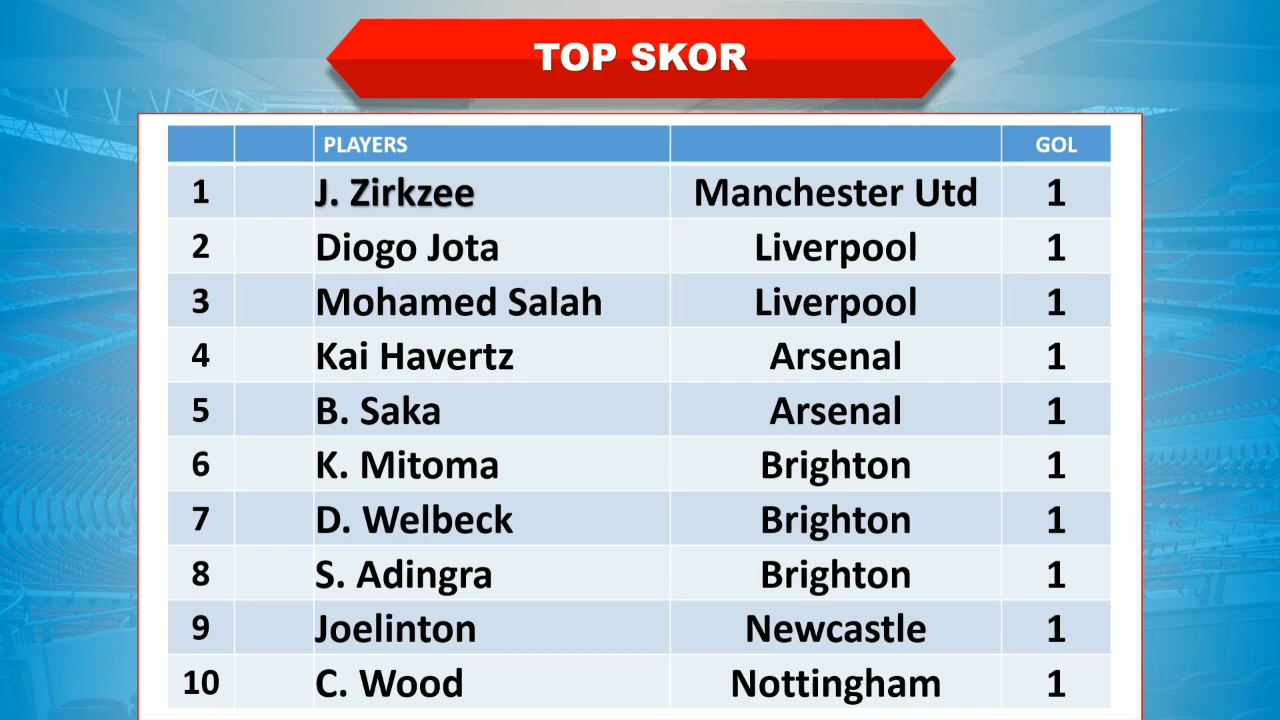 TOP SKOR
PLAYERS GOL
1 J. Zirkzee Manchester Utd 1
2 Diogo Jota Liverpool 1
3 Mohamed Salah Liverpool 1
4 Kai Havertz Arsenal 1
5 B. Saka Arsenal 1
6 K. Mitoma Brighton 1
7 D. Welbeck Brighton 1
8 S. Adingra Brighton 1
9 Joelinton Newcastle 1
10 C. Wood Nottingham 1